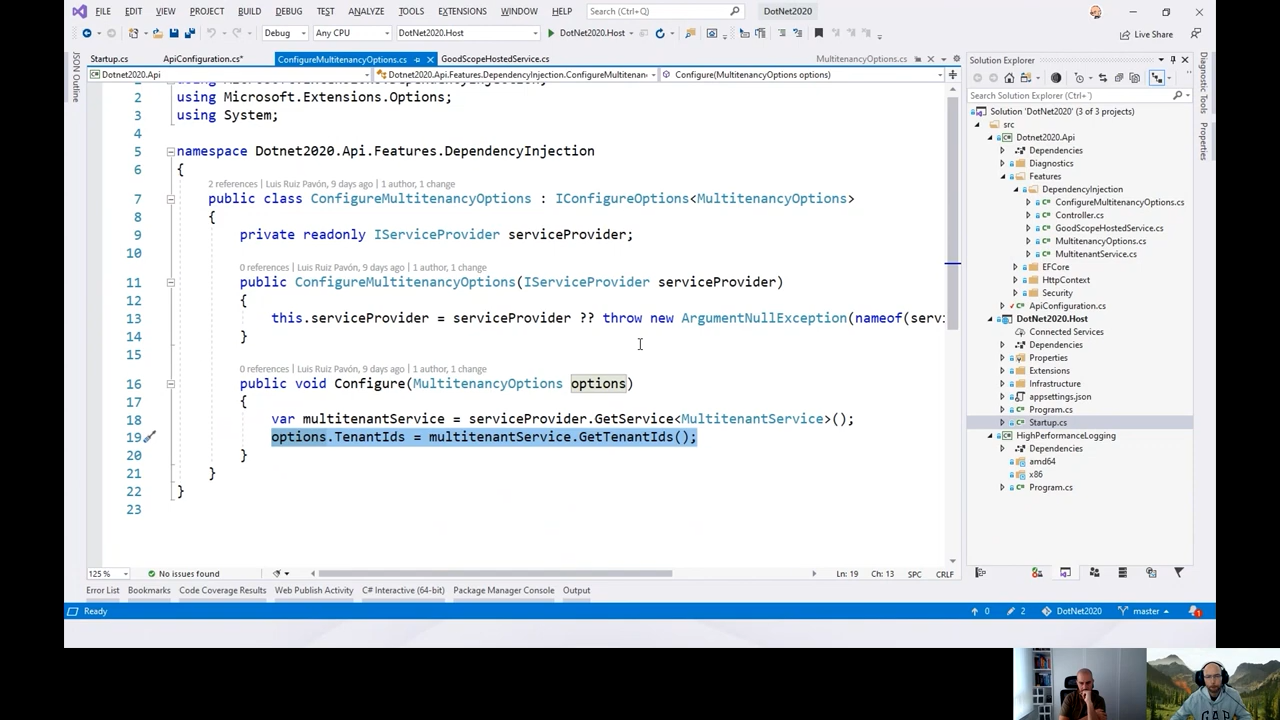 FILE EDIT VIEW PROJECT BUILD DEBUG TEST ANALYZE TOOLS EXTENSIONS WINDOW HELP Search (Ctrl+) DotNet2020
Debug Any CPU DotNet2020.Host DotNet2020.Host Live Share
Startup.cs ApiConfiguration.cs* ConfigureMultitenancyOptions.cs GoodScopeHostedService.cs MultitenancyOptions.cs
Dotnet2020.Api Dotnet2020.Api.Features.DependencyInjection.ConfigureMultitenan Configure(MultitenancyOptions options)
JSON Outline
2 using Microsoft.Extensions.Options;
3 using System;
4
5 namespace Dotnet2020.Api.Features.DependencyInjection
6 {
2 references | Luis Ruiz Pavón, 9 days ago | 1 author, 1 change
7 public class ConfigureMultitenancyOptions : IConfigureOptions<MultitenancyOptions>
8 {
9 private readonly IServiceProvider serviceProvider;
10
0 references | Luis Ruiz Pavón, 9 days ago | 1 author, 1 change
11 public ConfigureMultitenancyOptions(IServiceProvider serviceProvider)
12 {
13 this.serviceProvider = serviceProvider ?? throw new ArgumentNullException(nameof(serv
14 }
15
0 references | Luis Ruiz Pavón, 9 days ago | 1 author, 1 change
16 public void Configure(MultitenancyOptions options)
17 {
18 var multitenantService = serviceProvider.GetService<MultitenantService>();
19 options.TenantIds = multitenantService.GetTenantIds();
20 }
21 }
22 }
23
125 % No issues found Ln: 19 Ch: 13 SPC CRLF
Error List Bookmarks Code Coverage Results Web Publish Activity C# Interactive (64-bit) Package Manager Console Output
Ready 0 2 DotNet2020 master 1
Solution Explorer
Search Solution Explorer (Ctrl+)
Solution 'DotNet2020' (3 of 3 projects)
src
Dotnet2020.Api
Dependencies
Diagnostics
Features
DependencyInjection
ConfigureMultitenancyOptions.cs
Controller.cs
GoodScopeHostedService.cs
MultitenancyOptions.cs
MultitenantService.cs
EFCore
HttpContext
Security
ApiConfiguration.cs
DotNet2020.Host
Connected Services
Dependencies
Properties
Extensions
Infrastructure
appsettings.json
Program.cs
Startup.cs
HighPerformanceLogging
Dependencies
amd64
x86
Program.cs
Diagnostic Tools
Properties